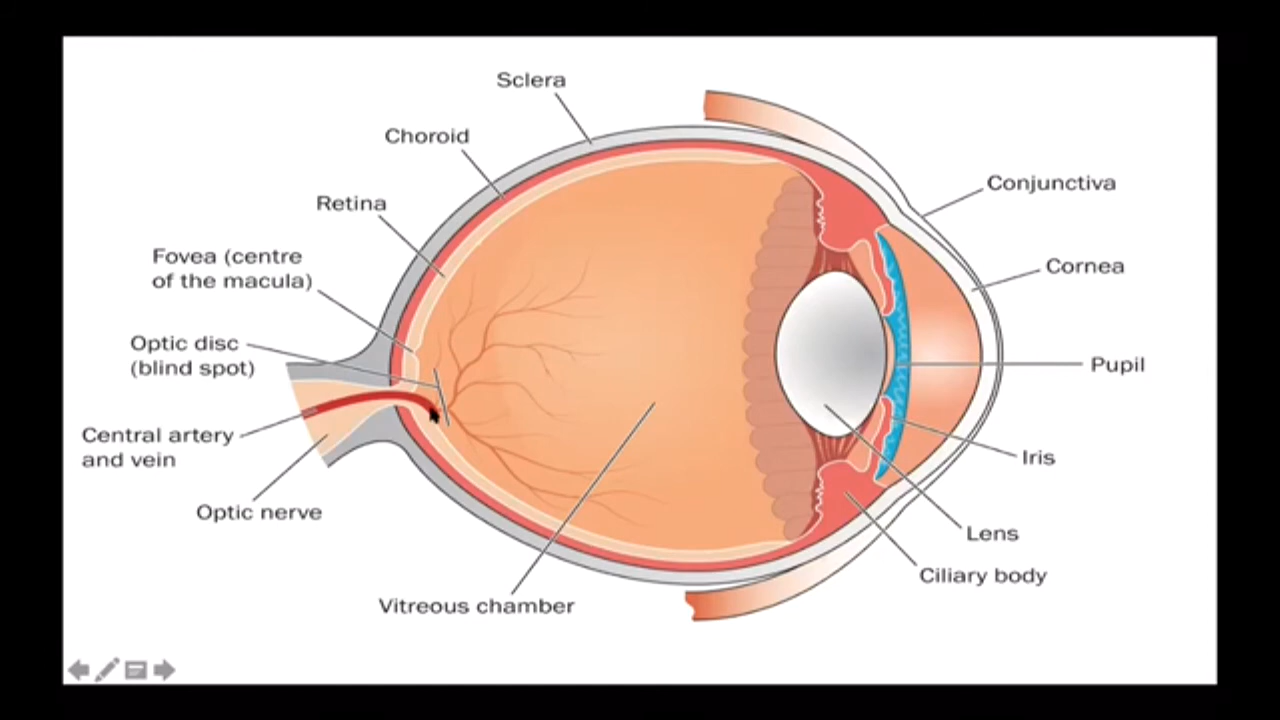 Sclera
Choroid
Retina
Fovea (centre
of the macula)
Optic disc
(blind spot)
Central artery
and vein
Optic nerve
Vitreous chamber
Conjunctiva
Cornea
Pupil
Iris
Lens
Ciliary body